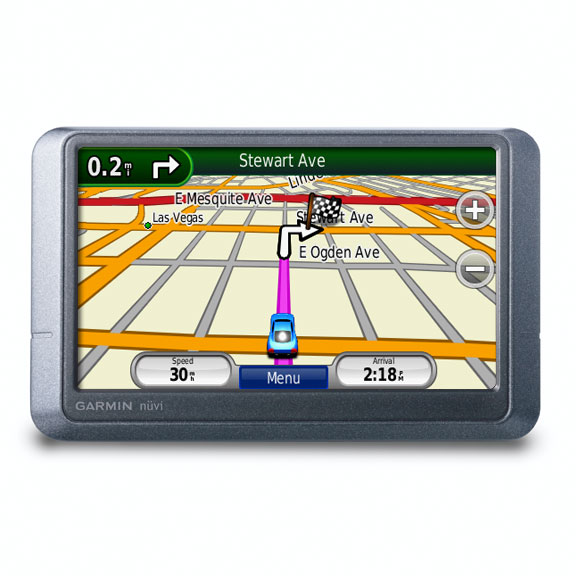 0.2 mi
Stewart Ave
E Mesquite Ave
Las Vegas
Stewart Ave
E Ogden Ave
Speed
30 mh
Menu
Arrival
2:18 PM
GARMIN nüvi